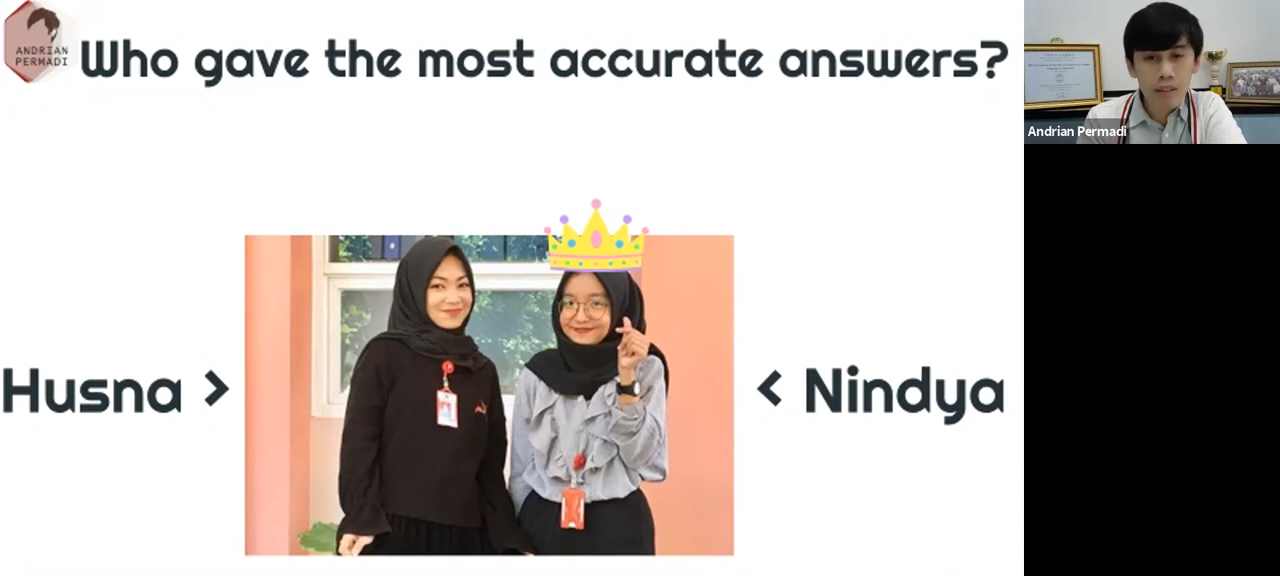 ANDRIAN
PERMADI
Who gave the most accurate answers?
Andrian Permadi
Husna >
< Nindya